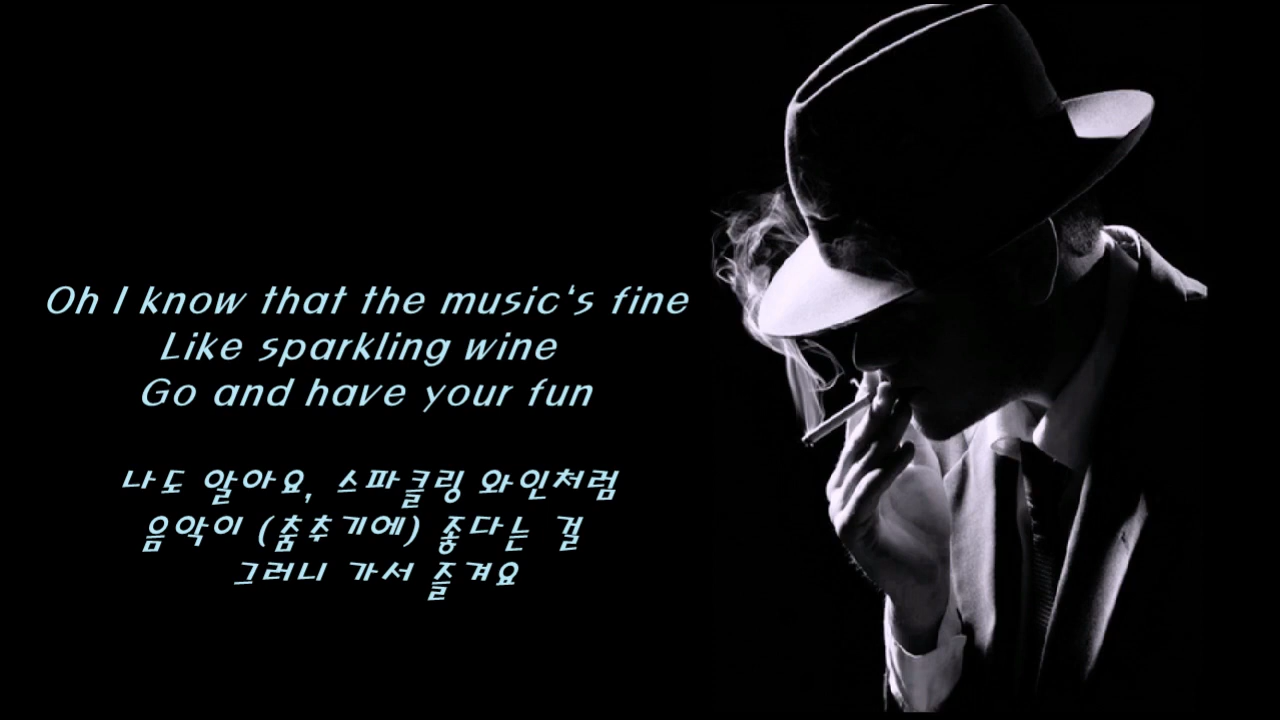 Oh I know that the music's fine
Like sparkling wine
Go and have your fun
나도 알아요, 스파클링 와인처럼
음악이 (춤추기에) 좋다는 걸
그러니 가서 즐겨요